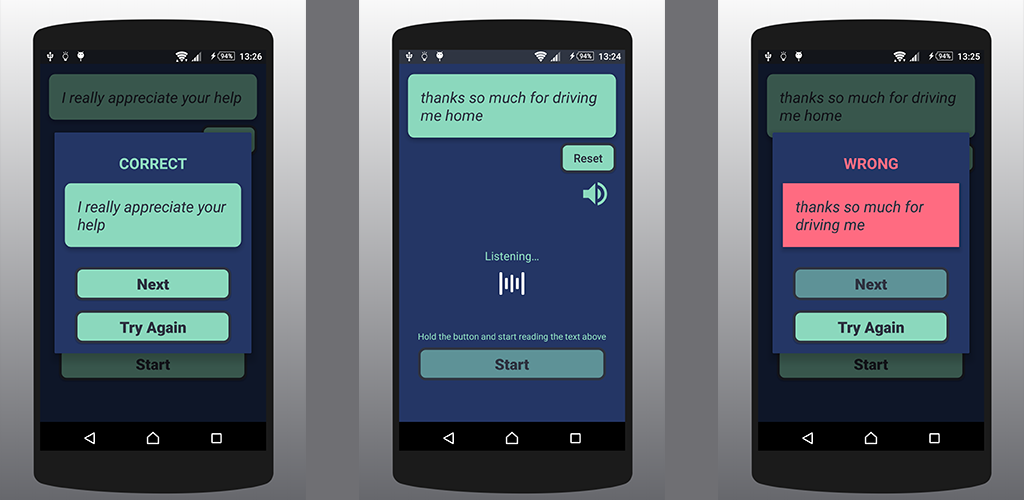 94%
13:26
I really appreciate your help
CORRECT
I really appreciate your
help
Next
Try Again
Start
94%
13:24
thanks so much for driving
me home
Reset
Listening...
Hold the button and start reading the text above
Start
94%
13:25
thanks so much for driving
me home
WRONG
thanks so much for
driving me
Next
Try Again
Start